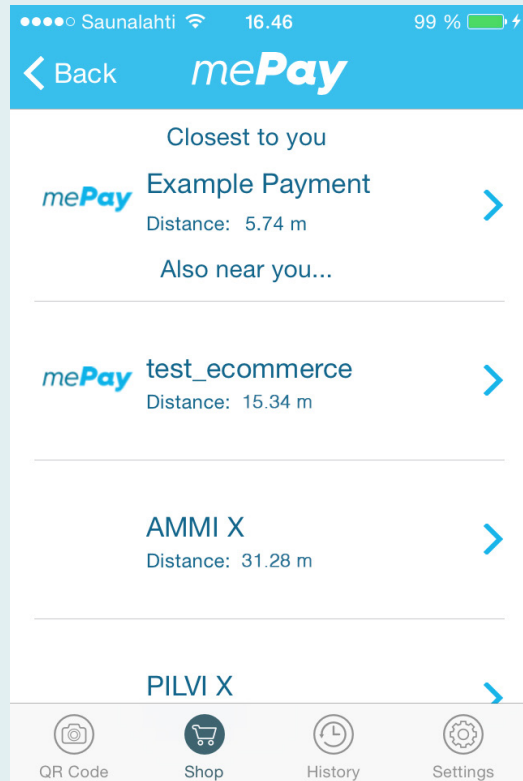 Saunalahti 16.46 99 %
Back mePay
Closest to you
mePay Example Payment
Distance: 5.74 m
Also near you...
mePay test_ecommerce
Distance: 15.34 m
AMMI X
Distance: 31.28 m
PILVI X
QR Code Shop History Settings